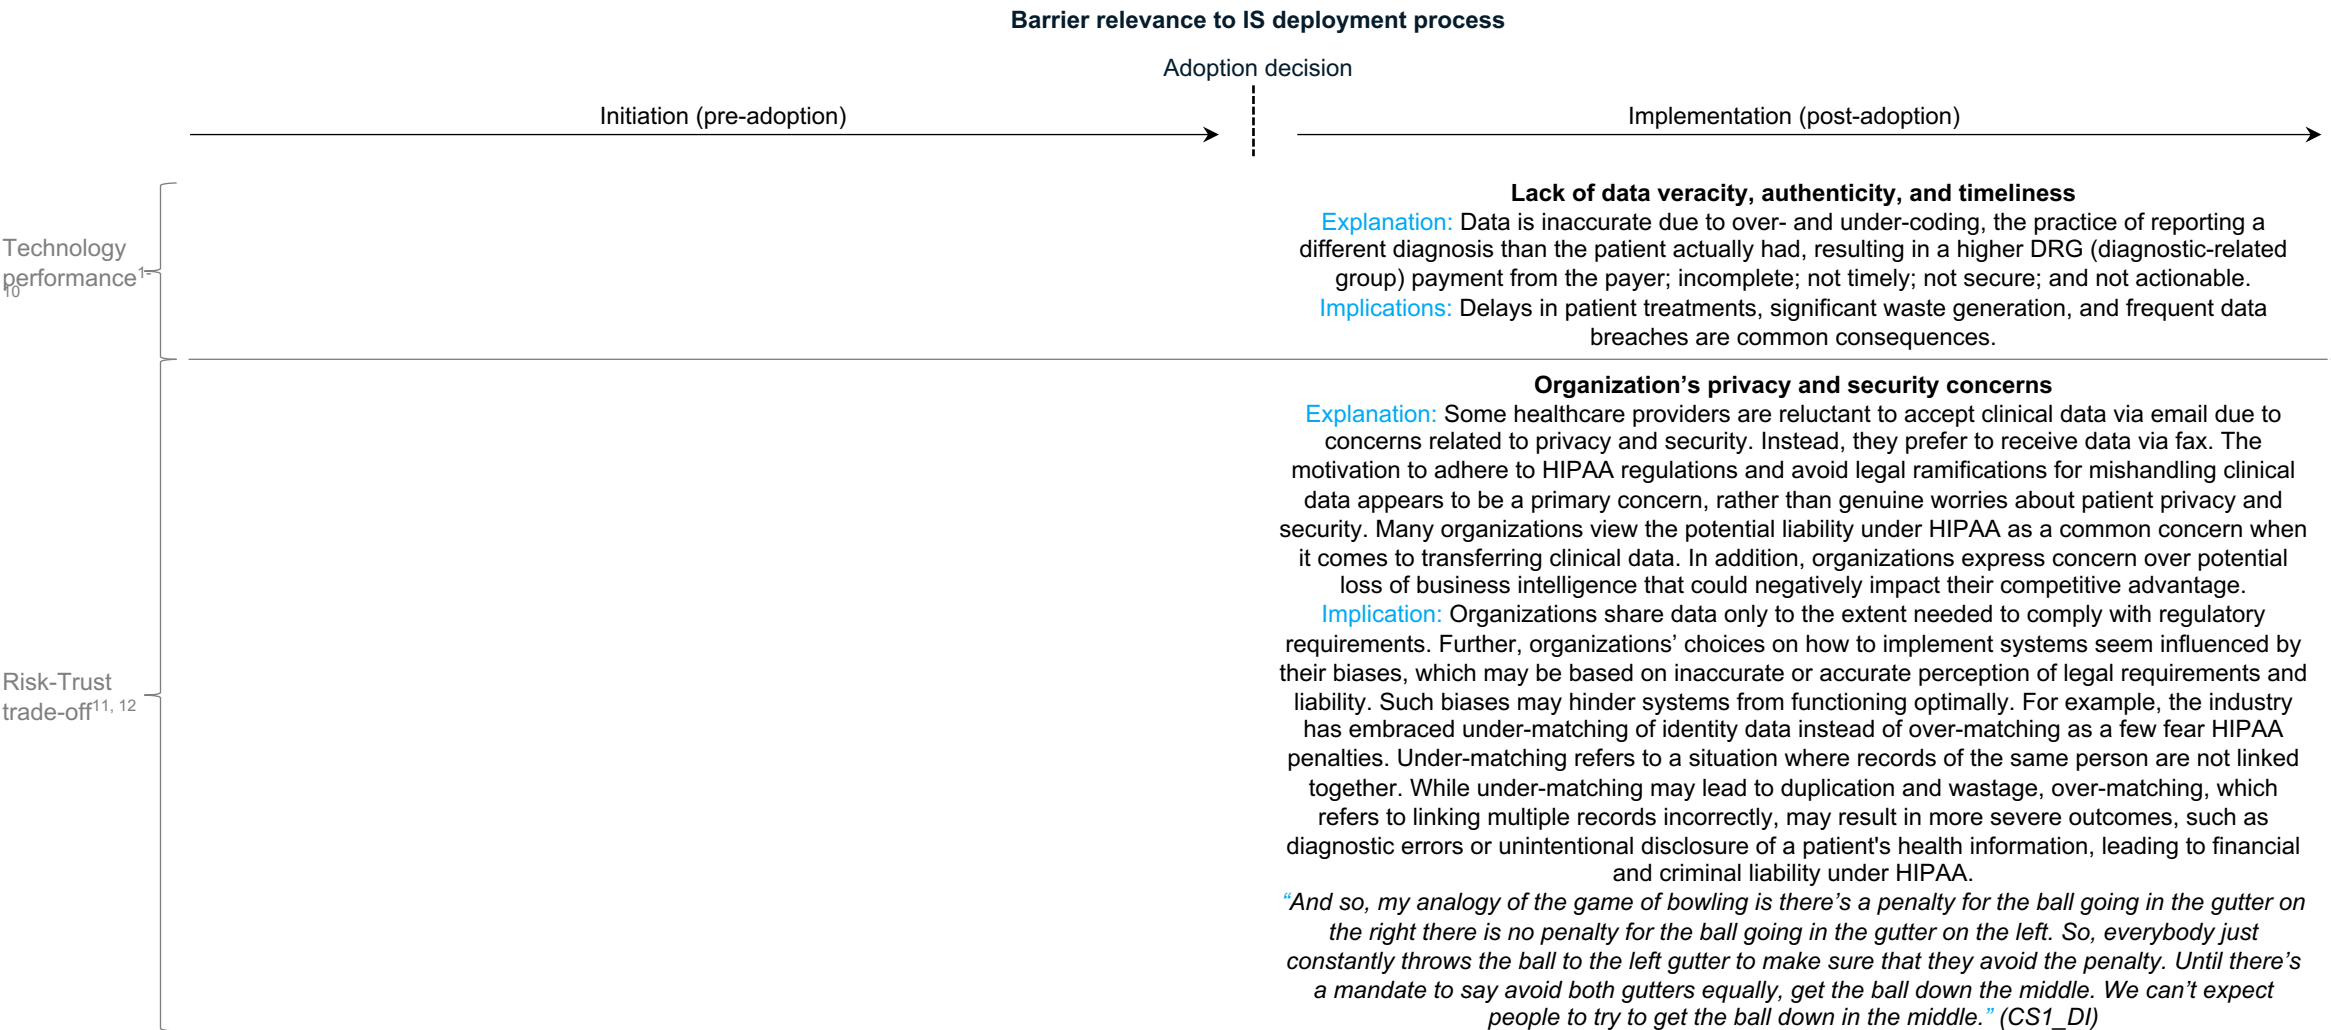 Barrier relevance to IS deployment process
Adoption decision
Initiation (pre-adoption)
Implementation (post-adoption)
Technology
performance1-
10
Lack of data veracity, authenticity, and timeliness
Explanation: Data is inaccurate due to over- and under-coding, the practice of reporting a
different diagnosis than the patient actually had, resulting in a higher DRG (diagnostic-related
group) payment from the payer; incomplete; not timely; not secure; and not actionable.
Implications: Delays in patient treatments, significant waste generation, and frequent data
breaches are common consequences.
Risk-Trust
trade-off11, 12
Organization’s privacy and security concerns
Explanation: Some healthcare providers are reluctant to accept clinical data via email due to
concerns related to privacy and security. Instead, they prefer to receive data via fax. The
motivation to adhere to HIPAA regulations and avoid legal ramifications for mishandling clinical
data appears to be a primary concern, rather than genuine worries about patient privacy and
security. Many organizations view the potential liability under HIPAA as a common concern when
it comes to transferring clinical data. In addition, organizations express concern over potential
loss of business intelligence that could negatively impact their competitive advantage.
Implication: Organizations share data only to the extent needed to comply with regulatory
requirements. Further, organizations’ choices on how to implement systems seem influenced by
their biases, which may be based on inaccurate or accurate perception of legal requirements and
liability. Such biases may hinder systems from functioning optimally. For example, the industry
has embraced under-matching of identity data instead of over-matching as a few fear HIPAA
penalties. Under-matching refers to a situation where records of the same person are not linked
together. While under-matching may lead to duplication and wastage, over-matching, which
refers to linking multiple records incorrectly, may result in more severe outcomes, such as
diagnostic errors or unintentional disclosure of a patient's health information, leading to financial
and criminal liability under HIPAA.
“And so, my analogy of the game of bowling is there’s a penalty for the ball going in the gutter on
the right there is no penalty for the ball going in the gutter on the left. So, everybody just
constantly throws the ball to the left gutter to make sure that they avoid the penalty. Until there’s
a mandate to say avoid both gutters equally, get the ball down the middle. We can’t expect
people to try to get the ball down in the middle.” (CS1_DI)